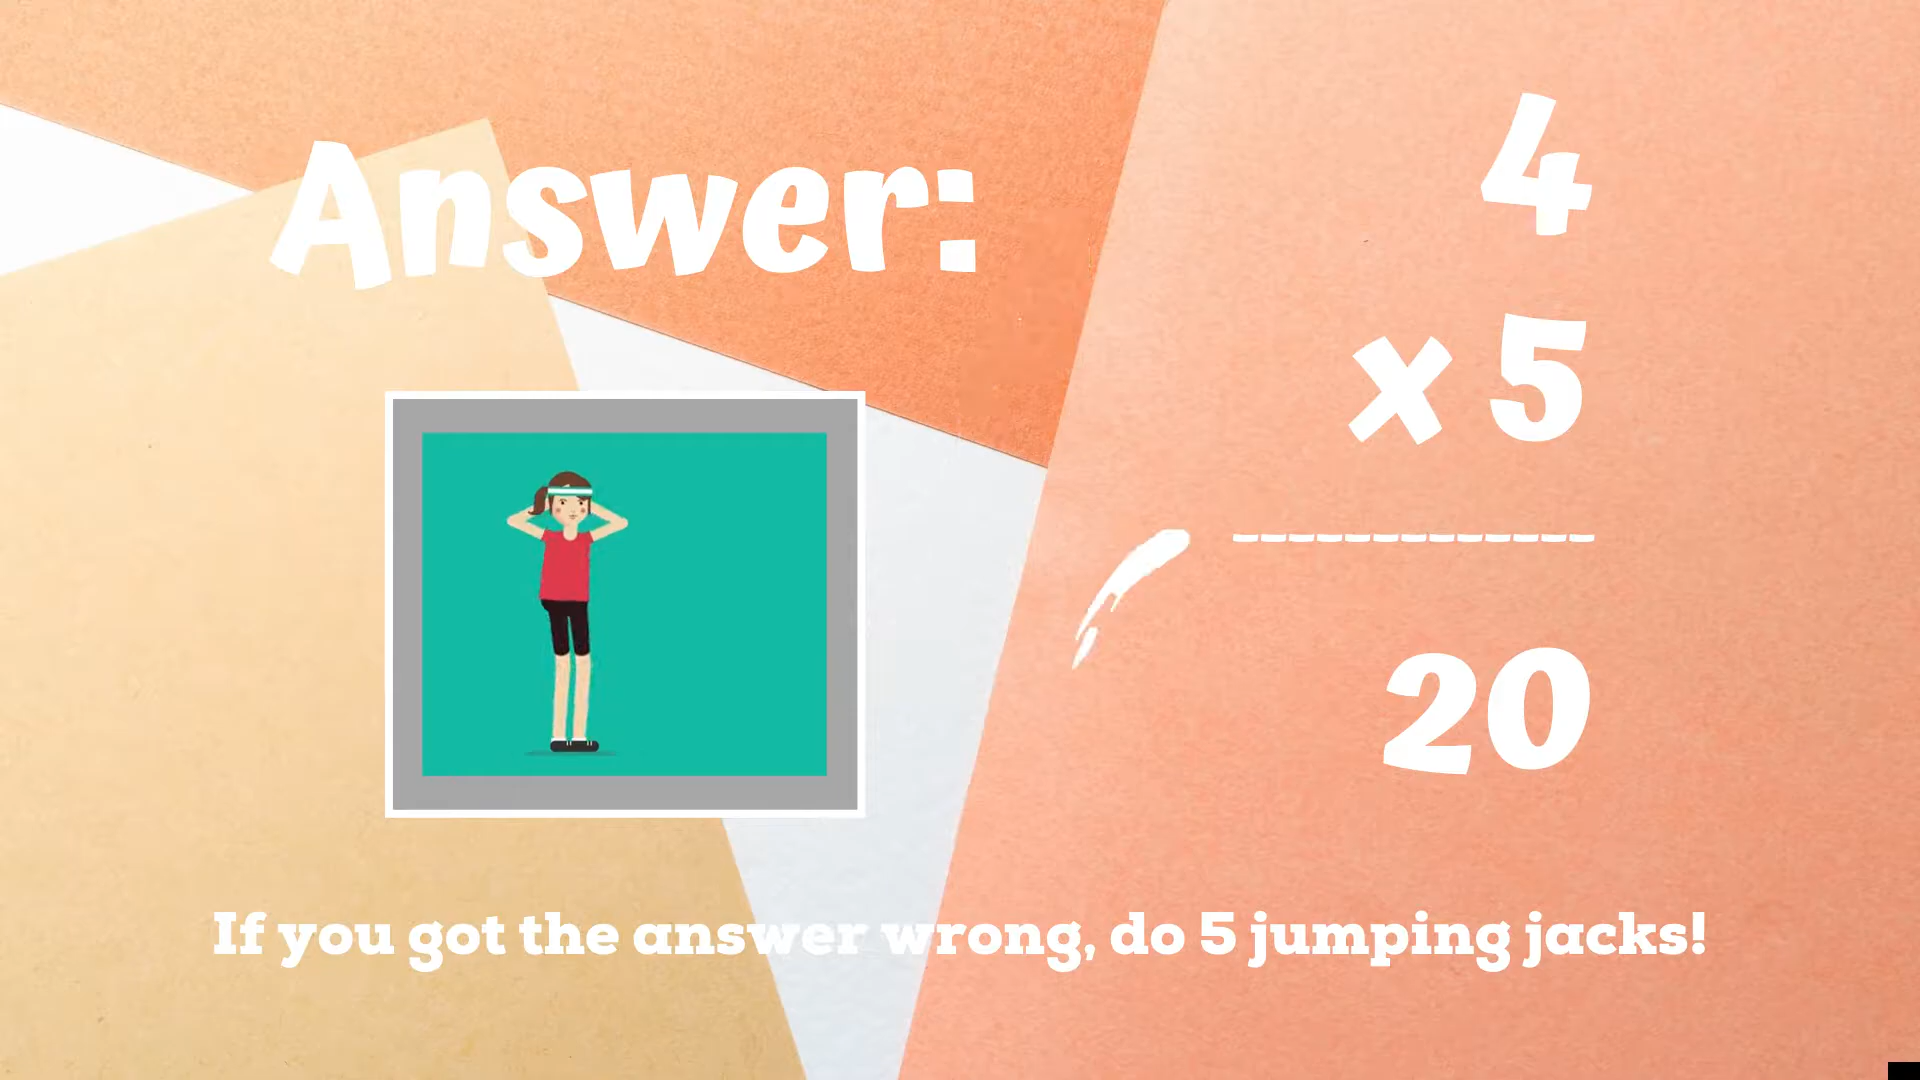 Answer:
4
x 5
-------------
20
If you got the answer wrong, do 5 jumping jacks!